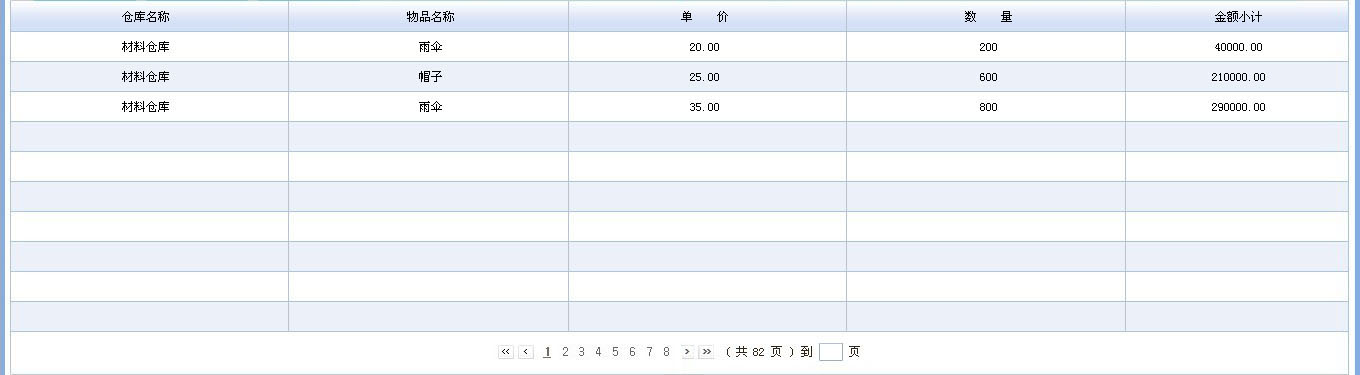 仓库名称 物品名称 单 价 数 量 金额小计
材料仓库 雨伞 20.00 200 40000.00
材料仓库 帽子 25.00 600 210000.00
材料仓库 雨伞 35.00 800 290000.00
« ‹ 1 2 3 4 5 6 7 8 › » ( 共 82 页 ) 到 页